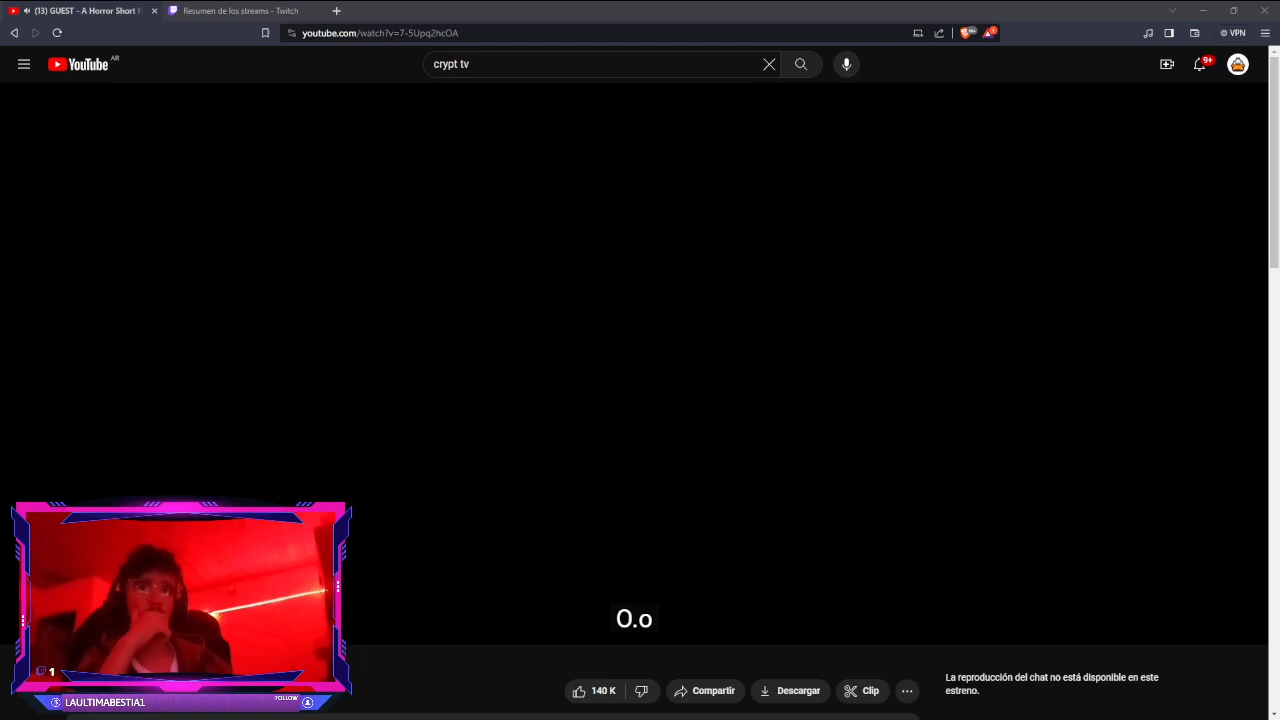 (13) GUEST - A Horror Short F
Resumen de los streams - Twitch
youtube.com/watch?v=7-5Upq2hcOA
VPN
YouTube AR
crypt tv
9+
0.o
1
140 K
Compartir
Descargar
Clip
La reproducción del chat no está disponible en este
estreno.
FOLLOW
LAULTIMABESTIA1